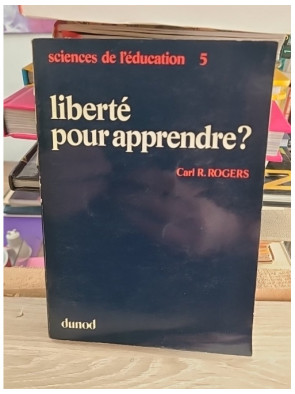 sciences de l'éducation 5
liberté
pour apprendre?
Carl R. ROGERS
dunod